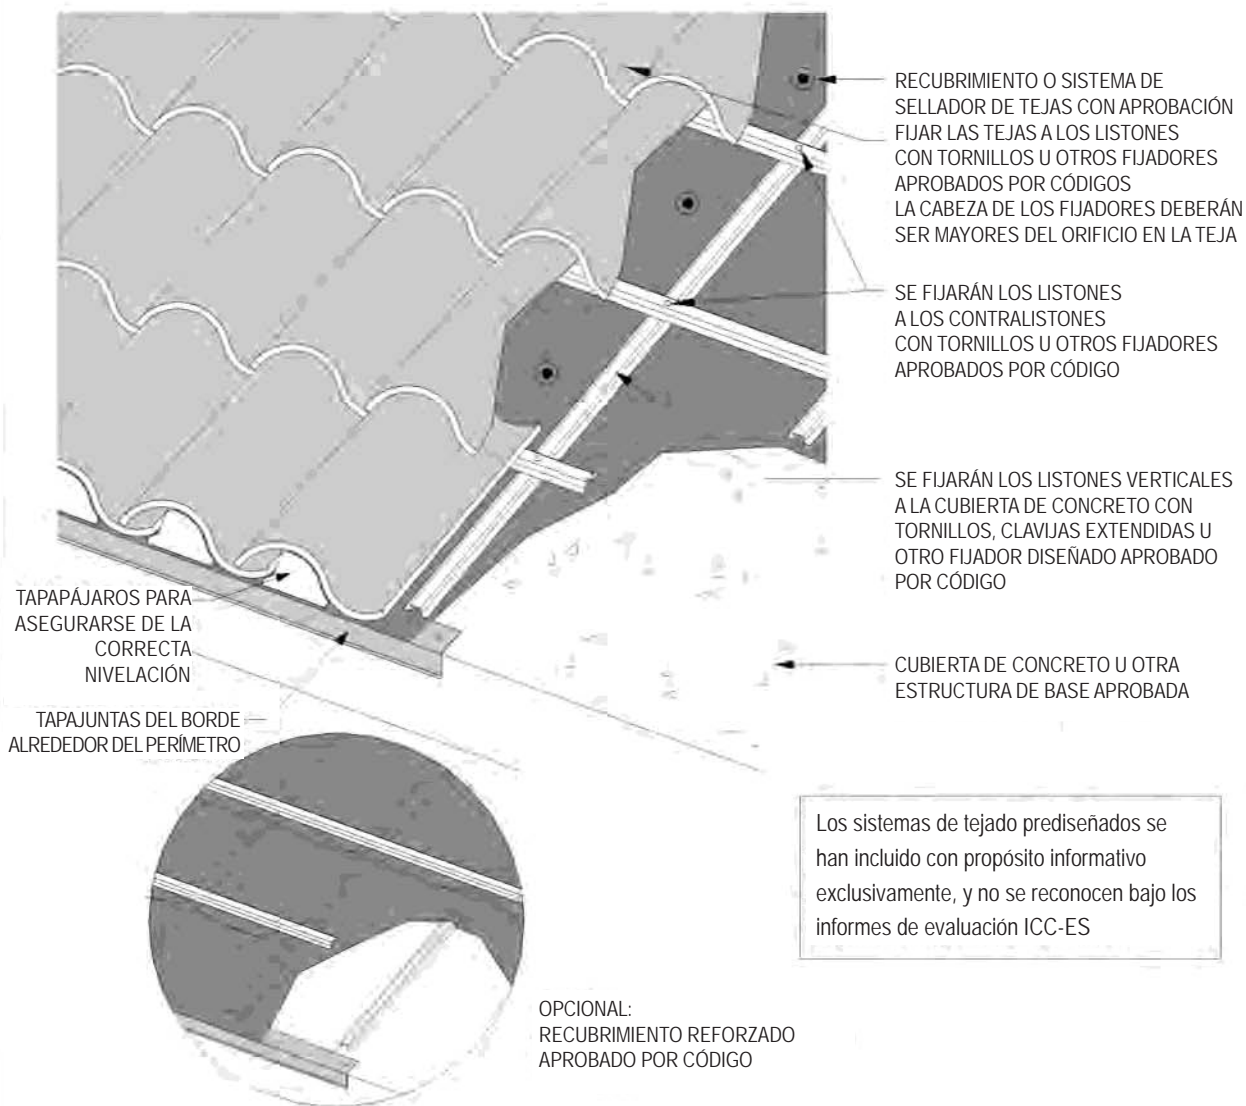 RECUBRIMIENTO O SISTEMA DE
SELLADOR DE TEJAS CON APROBACIÓN
FIJAR LAS TEJAS A LOS LISTONES
CON TORNILLOS U OTROS FIJADORES
APROBADOS POR CÓDIGOS
LA CABEZA DE LOS FIJADORES DEBERÁN
SER MAYORES DEL ORIFICIO EN LA TEJA
SE FIJARÁN LOS LISTONES
A LOS CONTRALISTONES
CON TORNILLOS U OTROS FIJADORES
APROBADOS POR CÓDIGO
SE FIJARÁN LOS LISTONES VERTICALES
A LA CUBIERTA DE CONCRETO CON
TORNILLOS, CLAVIJAS EXTENDIDAS U
OTRO FIJADOR DISEÑADO APROBADO
POR CÓDIGO
TAPAPÁJAROS PARA
ASEGURARSE DE LA
CORRECTA
NIVELACIÓN
CUBIERTA DE CONCRETO U OTRA
ESTRUCTURA DE BASE APROBADA
TAPAJUNTAS DEL BORDE
ALREDEDOR DEL PERÍMETRO
Los sistemas de tejado prediseñados se
han incluido con propósito informativo
exclusivamente, y no se reconocen bajo los
informes de evaluación ICC-ES
OPCIONAL:
RECUBRIMIENTO REFORZADO
APROBADO POR CÓDIGO